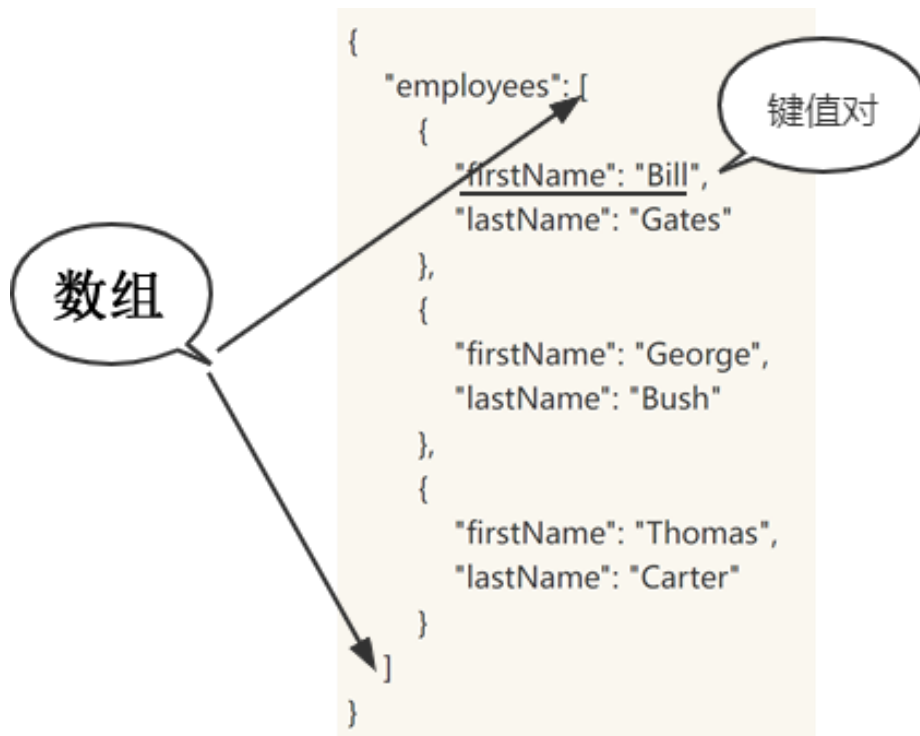 {
"employees": [
{
"firstName": "Bill",
"lastName": "Gates"
},
{
"firstName": "George",
"lastName": "Bush"
},
{
"firstName": "Thomas",
"lastName": "Carter"
}
]
}
键值对
数组